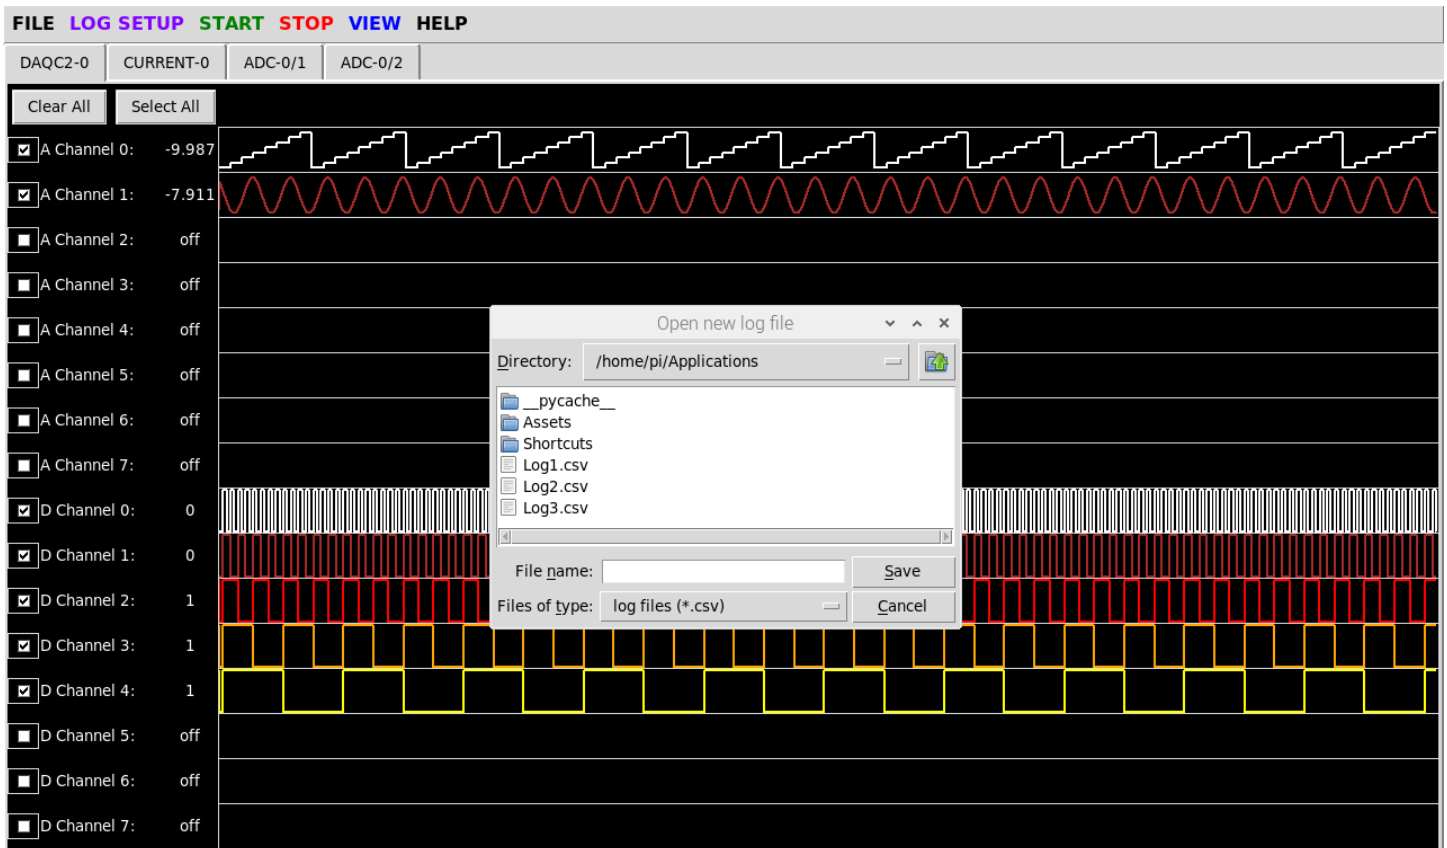 FILE LOG SETUP START STOP VIEW HELP
DAQC2-0 CURRENT-0 ADC-0/1 ADC-0/2
Clear All Select All
A Channel 0: -9.987
A Channel 1: -7.911
A Channel 2: off
A Channel 3: off
A Channel 4: off
A Channel 5: off
A Channel 6: off
A Channel 7: off
D Channel 0: 0
D Channel 1: 0
D Channel 2: 1
D Channel 3: 1
D Channel 4: 1
D Channel 5: off
D Channel 6: off
D Channel 7: off
Open new log file
Directory: /home/pi/Applications
__pycache__
Assets
Shortcuts
Log1.csv
Log2.csv
Log3.csv
File name: Save
Files of type: log files (*.csv) Cancel